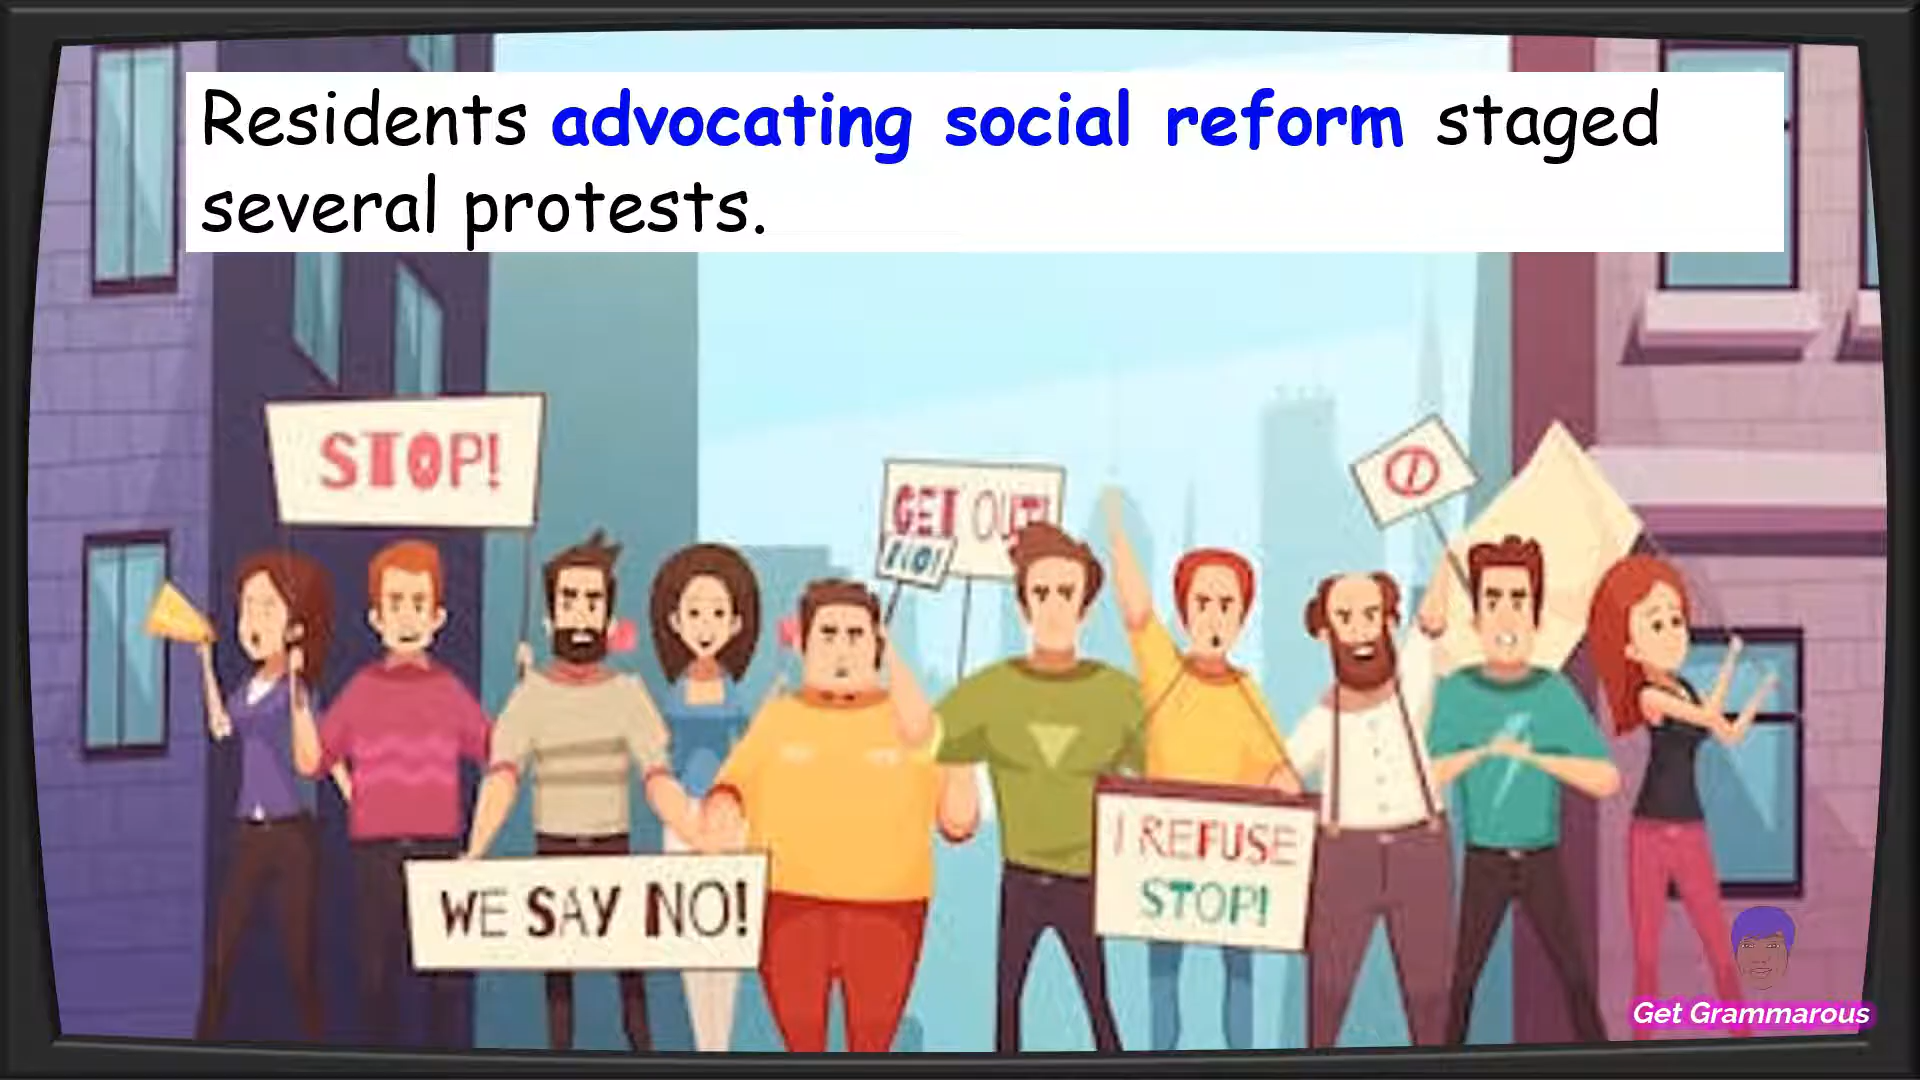 Residents advocating social reform staged
several protests.
STOP!
GET OUT!
NO!
WE SAY NO!
I REFUSE
STOP!
Get Grammarous